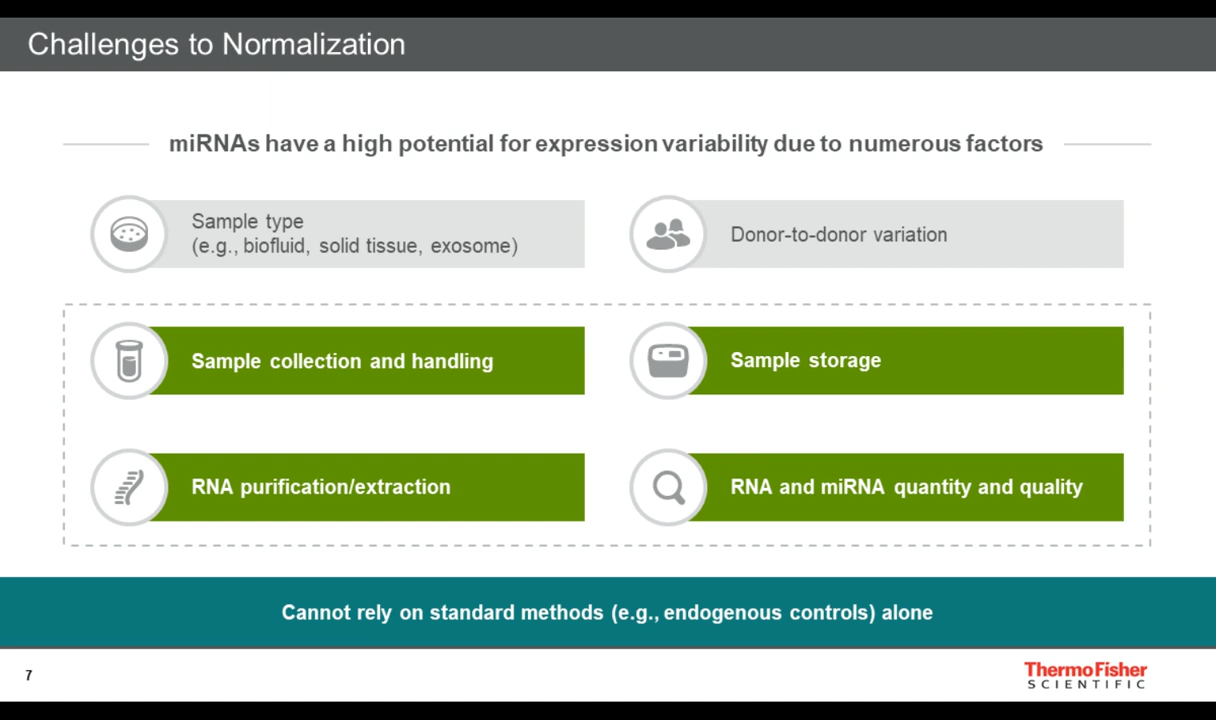 Challenges to Normalization
miRNAs have a high potential for expression variability due to numerous factors
Sample type
(e.g., biofluid, solid tissue, exosome)
Donor-to-donor variation
Sample collection and handling
Sample storage
RNA purification/extraction
RNA and miRNA quantity and quality
Cannot rely on standard methods (e.g., endogenous controls) alone
7
ThermoFisher
SCIENTIFIC